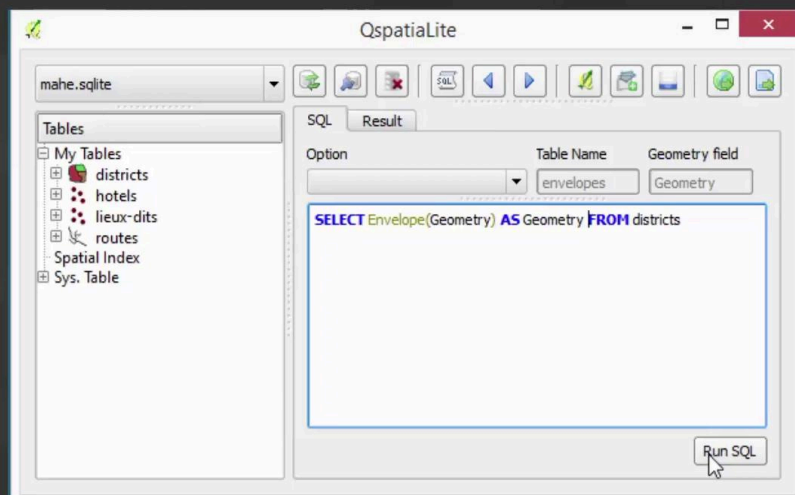 QspatiaLite
mahe.sqlite
SQL
Tables
My Tables
districts
hotels
lieux-dits
routes
Spatial Index
Sys. Table
SQL Result
Option Table Name Geometry field
envelopes Geometry
SELECT Envelope(Geometry) AS Geometry FROM districts
Run SQL